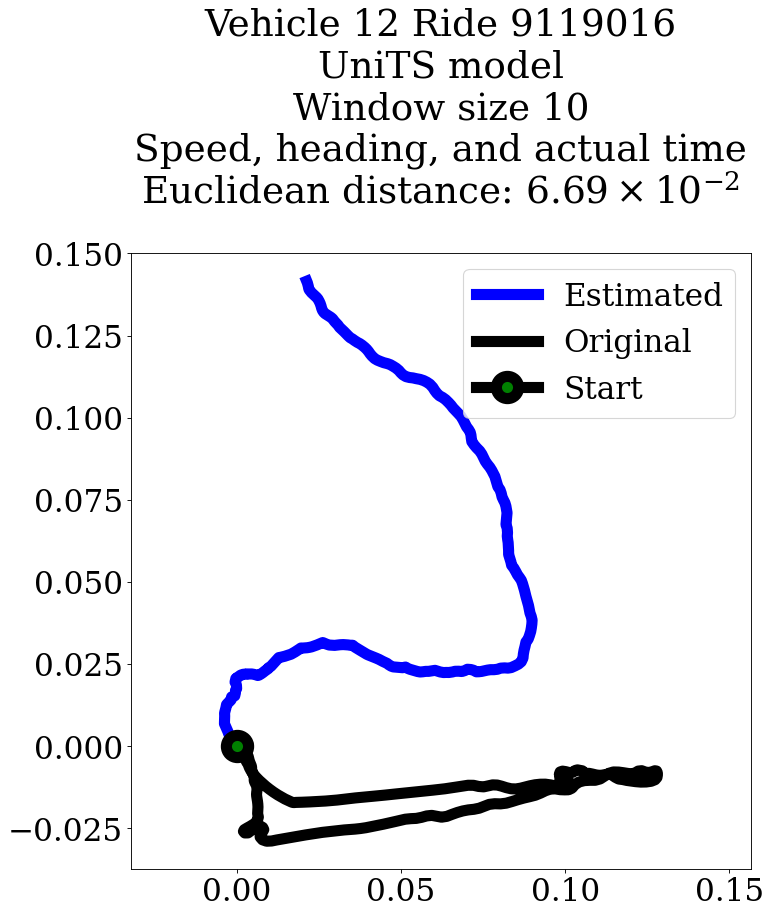 Vehicle 12 Ride 9119016
UniTS model
Window size 10
Speed, heading, and actual time
Euclidean distance: 6.69 × 10⁻²
0.150
0.125
0.100
0.075
0.050
0.025
0.000
−0.025
Estimated
Original
Start
0.00 0.05 0.10 0.15